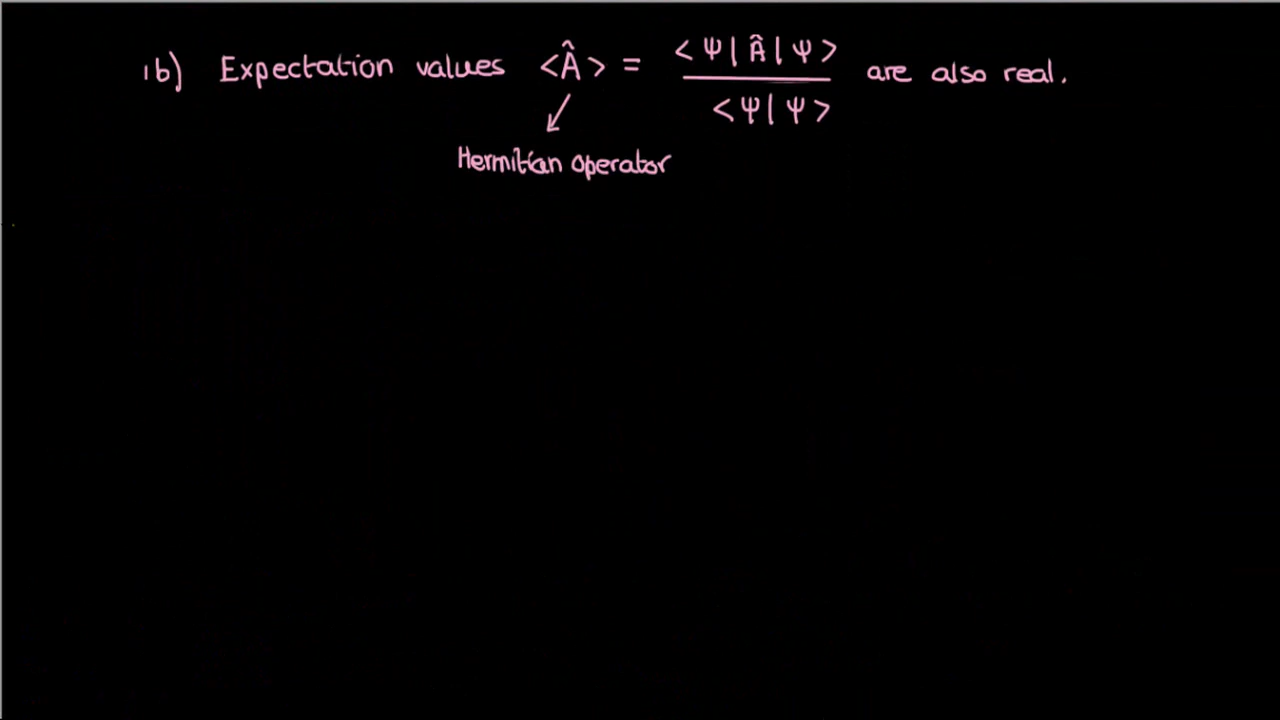 1b) Expectation values <Â> = <Ψ|Â|Ψ> / <Ψ|Ψ> are also real.
Hermitian operator